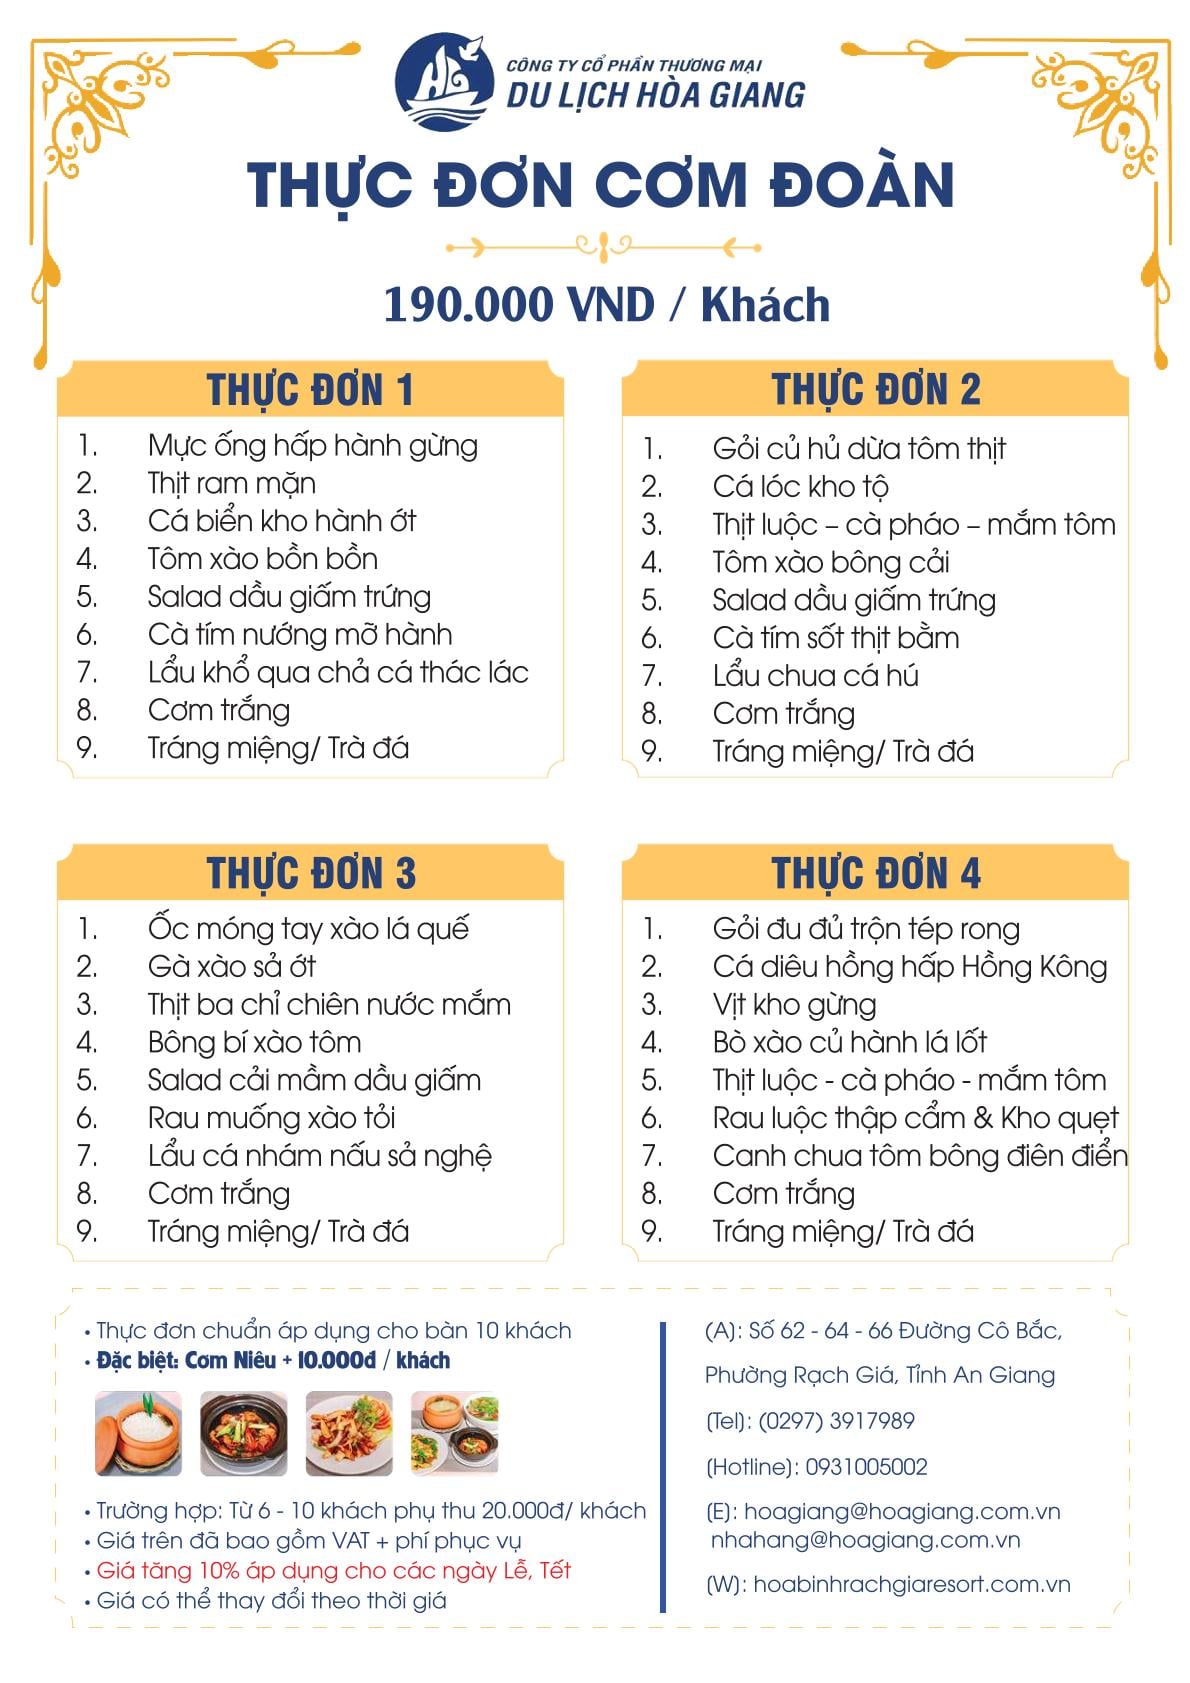 CÔNG TY CỔ PHẦN THƯƠNG MẠI
DU LỊCH HÒA GIANG
THỰC ĐƠN CƠM ĐOÀN
190.000 VND / Khách
THỰC ĐƠN 1
1. Mực ống hấp hành gừng
2. Thịt ram mặn
3. Cá biển kho hành ớt
4. Tôm xào bồn bồn
5. Salad dầu giấm trứng
6. Cà tím nướng mỡ hành
7. Lẩu khổ qua chả cá thác lác
8. Cơm trắng
9. Tráng miệng/ Trà đá
THỰC ĐƠN 2
1. Gỏi củ hủ dừa tôm thịt
2. Cá lóc kho tộ
3. Thịt luộc – cà pháo – mắm tôm
4. Tôm xào bông cải
5. Salad dầu giấm trứng
6. Cà tím sốt thịt bằm
7. Lẩu chua cá hú
8. Cơm trắng
9. Tráng miệng/ Trà đá
THỰC ĐƠN 3
1. Ốc móng tay xào lá quế
2. Gà xào sả ớt
3. Thịt ba chỉ chiên nước mắm
4. Bông bí xào tôm
5. Salad cải mầm dầu giấm
6. Rau muống xào tỏi
7. Lẩu cá nhám nấu sả nghệ
8. Cơm trắng
9. Tráng miệng/ Trà đá
THỰC ĐƠN 4
1. Gỏi đu đủ trộn tép rong
2. Cá diêu hồng hấp Hồng Kông
3. Vịt kho gừng
4. Bò xào củ hành lá lốt
5. Thịt luộc - cà pháo - mắm tôm
6. Rau luộc thập cẩm & Kho quẹt
7. Canh chua tôm bông điên điển
8. Cơm trắng
9. Tráng miệng/ Trà đá
• Thực đơn chuẩn áp dụng cho bàn 10 khách
• Đặc biệt: Cơm Niêu + 10.000đ / khách
• Trường hợp: Từ 6 - 10 khách phụ thu 20.000đ/ khách
• Giá trên đã bao gồm VAT + phí phục vụ
• Giá tăng 10% áp dụng cho các ngày Lễ, Tết
• Giá có thể thay đổi theo thời giá
(A): Số 62 - 64 - 66 Đường Cô Bắc,
Phường Rạch Giá, Tỉnh An Giang
(Tel): (0297) 3917989
(Hotline): 0931005002
(E): hoagiang@hoagiang.com.vn
nhahang@hoagiang.com.vn
(W): hoabinhrachgiaresort.com.vn